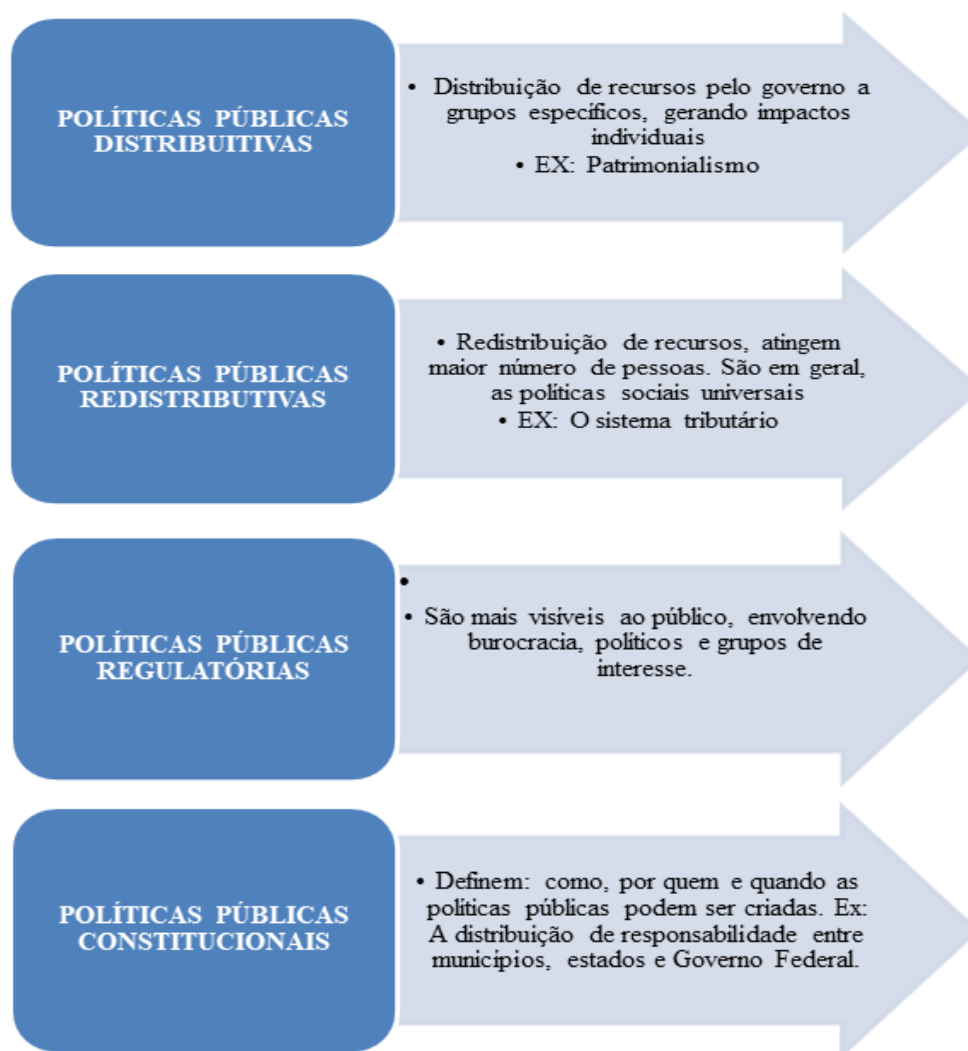 POLÍTICAS PÚBLICAS
DISTRIBUITIVAS
• Distribuição de recursos pelo governo a
grupos específicos, gerando impactos
individuais
• EX: Patrimonialismo
POLÍTICAS PÚBLICAS
REDISTRIBUTIVAS
• Redistribuição de recursos, atingem
maior número de pessoas. São em geral,
as políticas sociais universais
• EX: O sistema tributário
POLÍTICAS PÚBLICAS
REGULATÓRIAS
•
• São mais visíveis ao público, envolvendo
burocracia, políticos e grupos de
interesse.
POLÍTICAS PÚBLICAS
CONSTITUCIONAIS
• Definem: como, por quem e quando as
políticas públicas podem ser criadas. Ex:
A distribuição de responsabilidade entre
municípios, estados e Governo Federal.